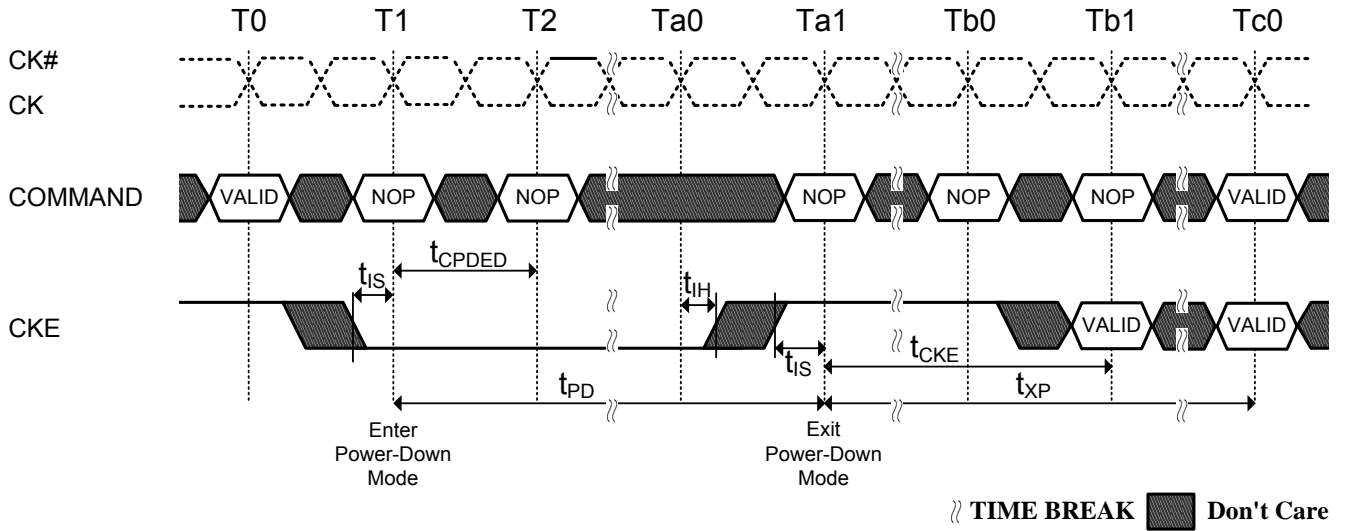 T0 T1 T2 Ta0 Ta1 Tb0 Tb1 Tc0
CK#
CK
COMMAND VALID NOP NOP NOP NOP NOP VALID
tIS tCPDED tIH
CKE VALID VALID
tIS tCKE
tPD tXP
Enter
Power-Down
Mode
Exit
Power-Down
Mode
TIME BREAK Don't Care